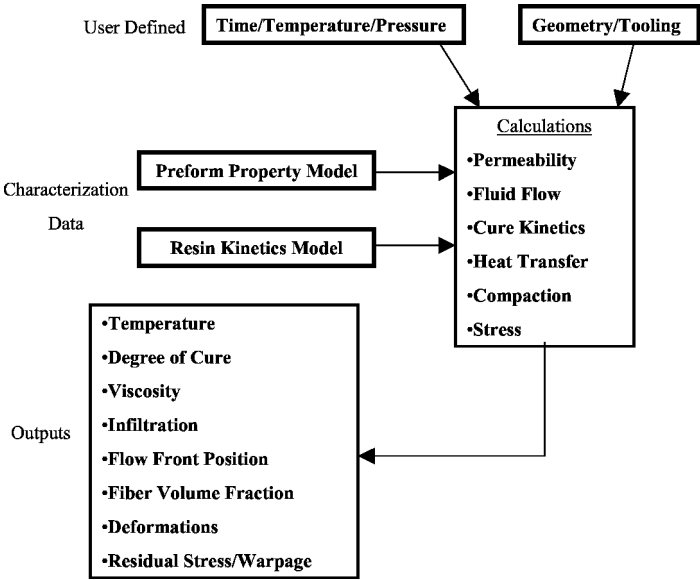 User Defined
Time/Temperature/Pressure
Geometry/Tooling
Calculations
•Permeability
•Fluid Flow
•Cure Kinetics
•Heat Transfer
•Compaction
•Stress
Characterization
Data
Preform Property Model
Resin Kinetics Model
Outputs
•Temperature
•Degree of Cure
•Viscosity
•Infiltration
•Flow Front Position
•Fiber Volume Fraction
•Deformations
•Residual Stress/Warpage